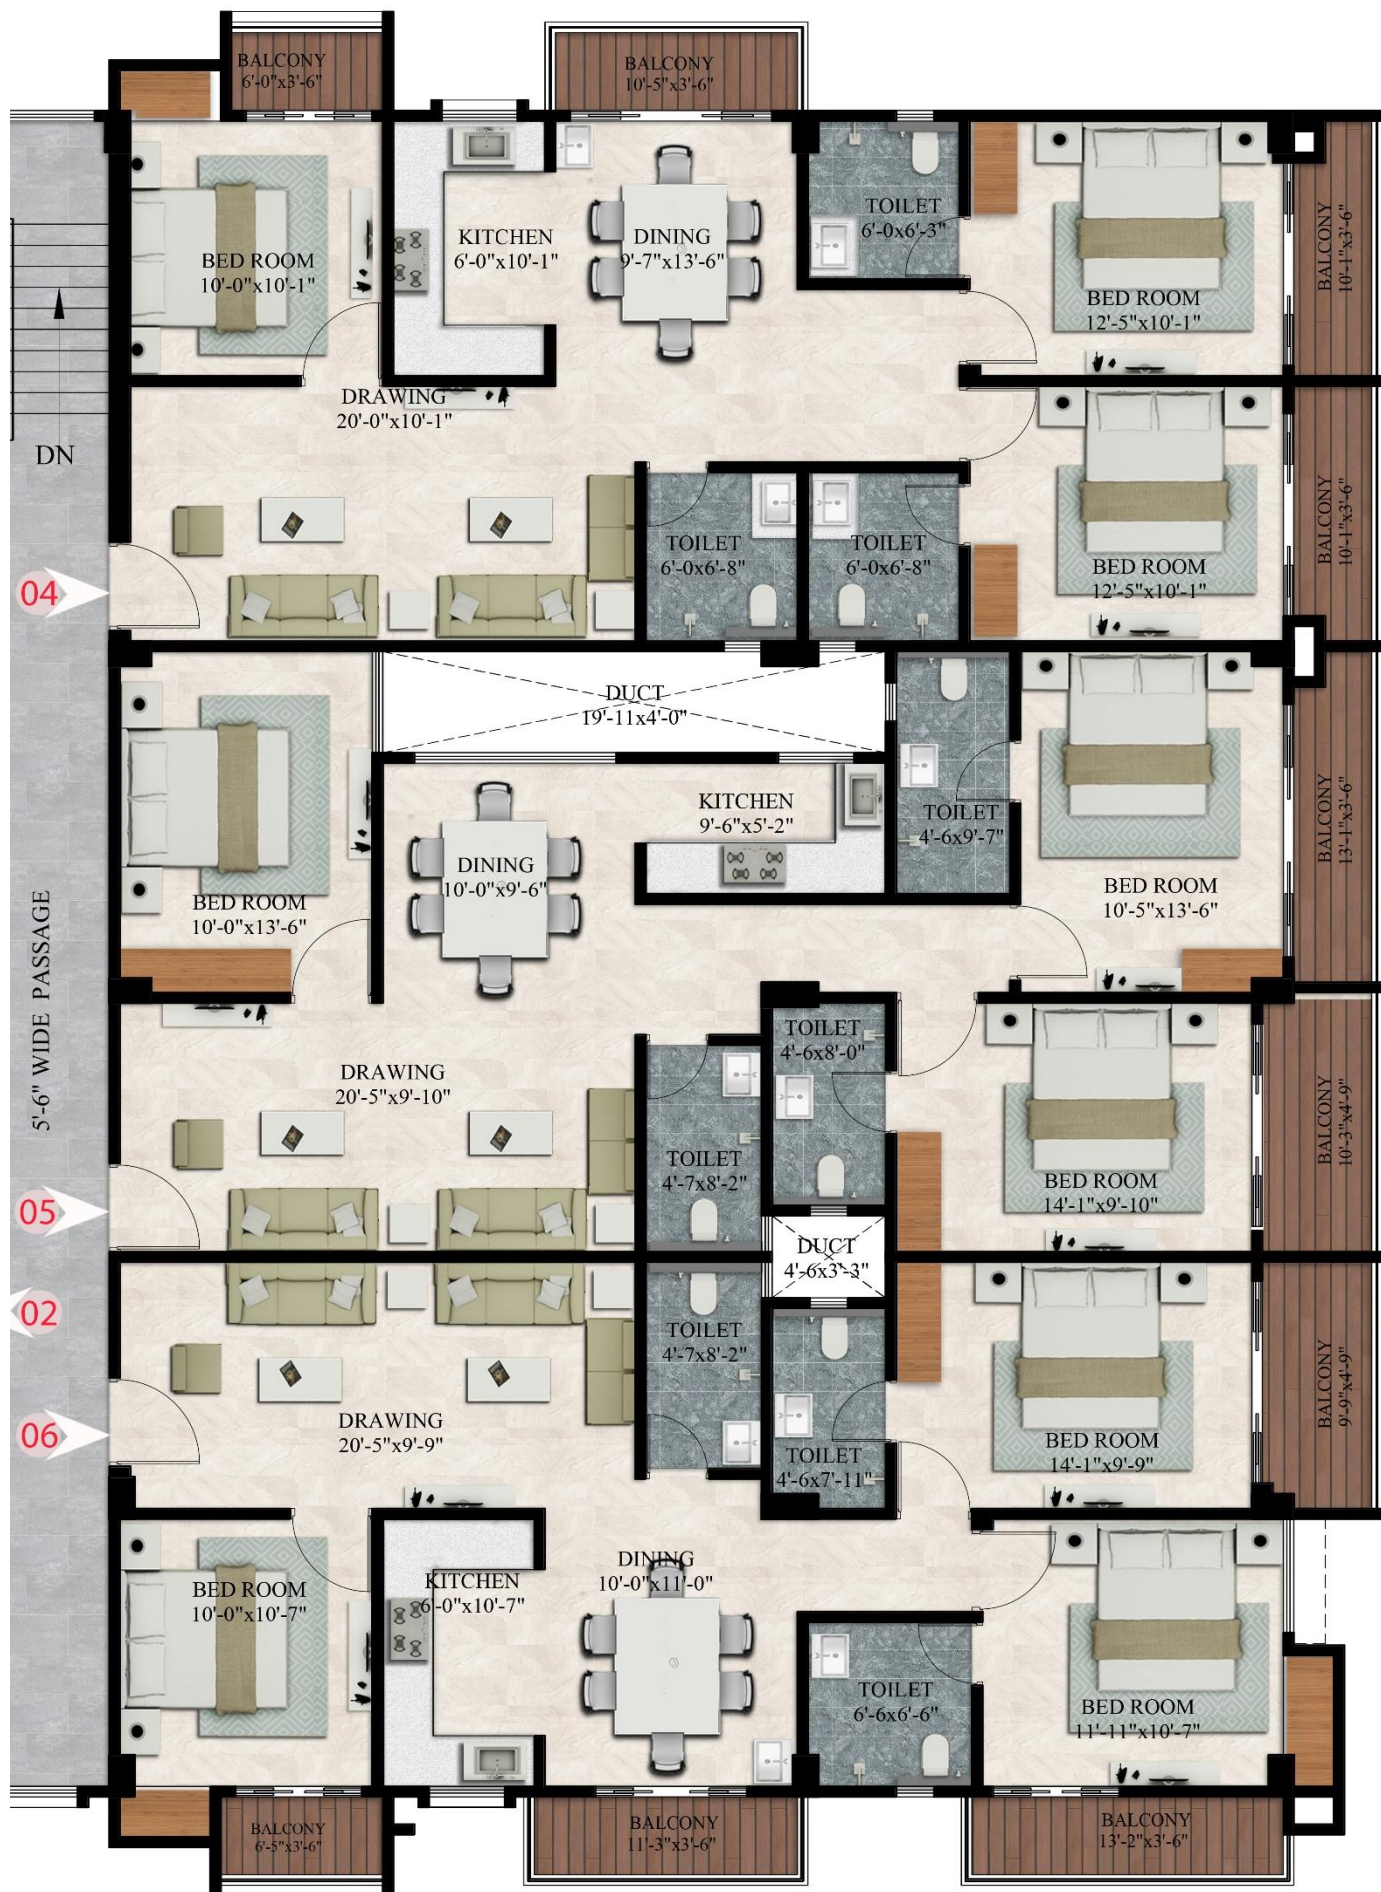 BALCONY
6'-0"x3'-6"
BALCONY
10'-5"x3'-6"
BED ROOM
10'-0"x10'-1"
KITCHEN
6'-0"x10'-1"
DINING
9'-7"x13'-6"
TOILET
6'-0x6'-3"
BED ROOM
12'-5"x10'-1"
BALCONY
10'-1"x3'-6"
DRAWING
20'-0"x10'-1"
DN
04
TOILET
6'-0x6'-8"
TOILET
6'-0x6'-8"
BED ROOM
12'-5"x10'-1"
BALCONY
10'-1"x3'-6"
DUCT
19'-11x4'-0"
BED ROOM
10'-0"x13'-6"
DINING
10'-0"x9'-6"
KITCHEN
9'-6"x5'-2"
TOILET
4'-6x9'-7"
BED ROOM
10'-5"x13'-6"
BALCONY
13'-1"x3'-6"
5'-6" WIDE PASSAGE
DRAWING
20'-5"x9'-10"
05
TOILET
4'-7x8'-2"
TOILET
4'-6x8'-0"
BED ROOM
14'-1"x9'-10"
BALCONY
10'-3"x4'-9"
DUCT
4'-6x3'-3"
02
06
DRAWING
20'-5"x9'-9"
TOILET
4'-7x8'-2"
TOILET
4'-6x7'-11"
BED ROOM
14'-1"x9'-9"
BALCONY
9'-9"x4'-9"
BED ROOM
10'-0"x10'-7"
KITCHEN
6'-0"x10'-7"
DINING
10'-0"x11'-0"
TOILET
6'-6x6'-6"
BED ROOM
11'-11"x10'-7"
BALCONY
6'-5"x3'-6"
BALCONY
11'-3"x3'-6"
BALCONY
13'-2"x3'-6"